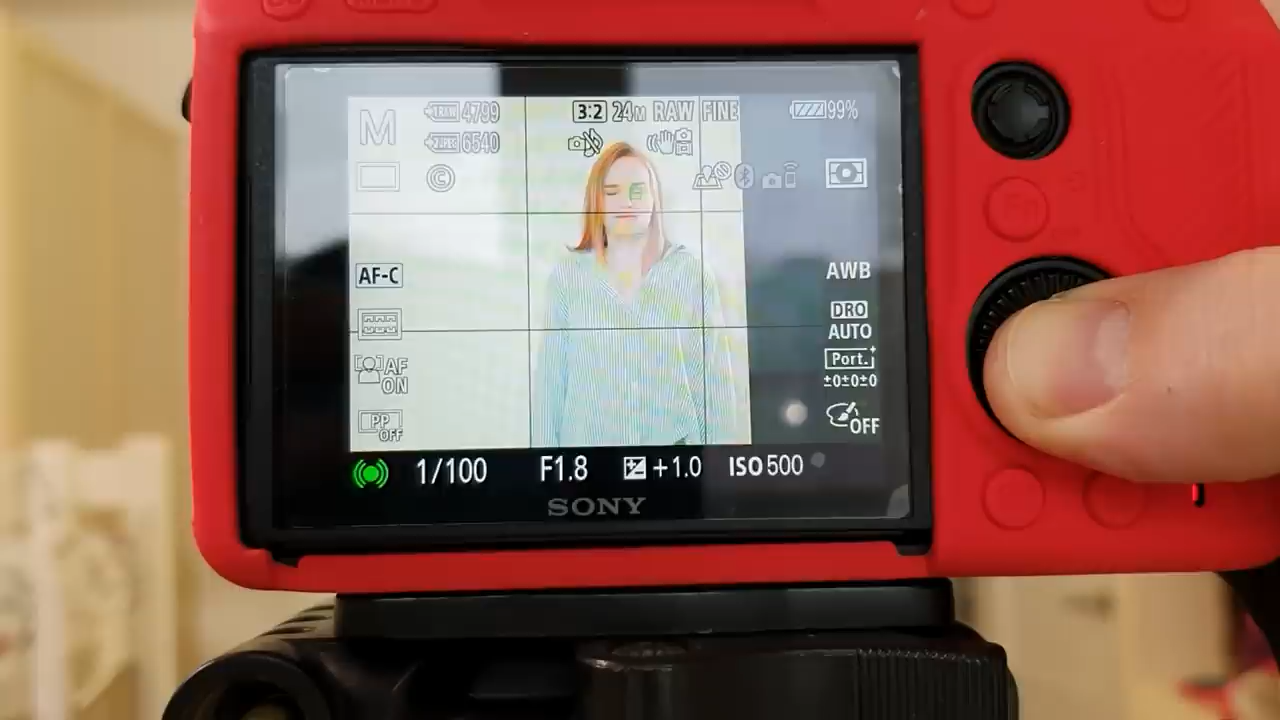 M 4799 3:2 24M RAW FINE 99%
6540
©
AF-C AWB
DRO
AUTO
AF
ON
Port.+
±0±0±0
PP
OFF
OFF
1/100 F1.8 +1.0 ISO 500
SONY
Fn